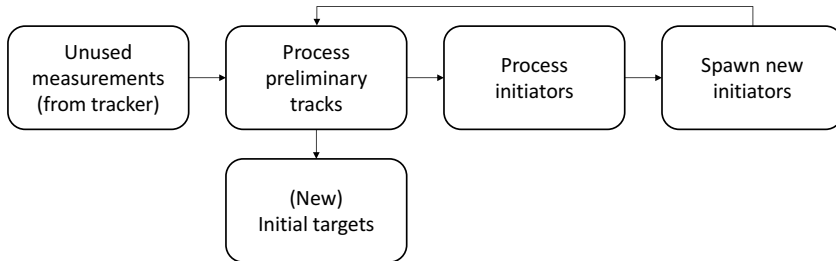 Unused
measurements
(from tracker)
Process
preliminary
tracks
Process
initiators
Spawn new
initiators
(New)
Initial targets